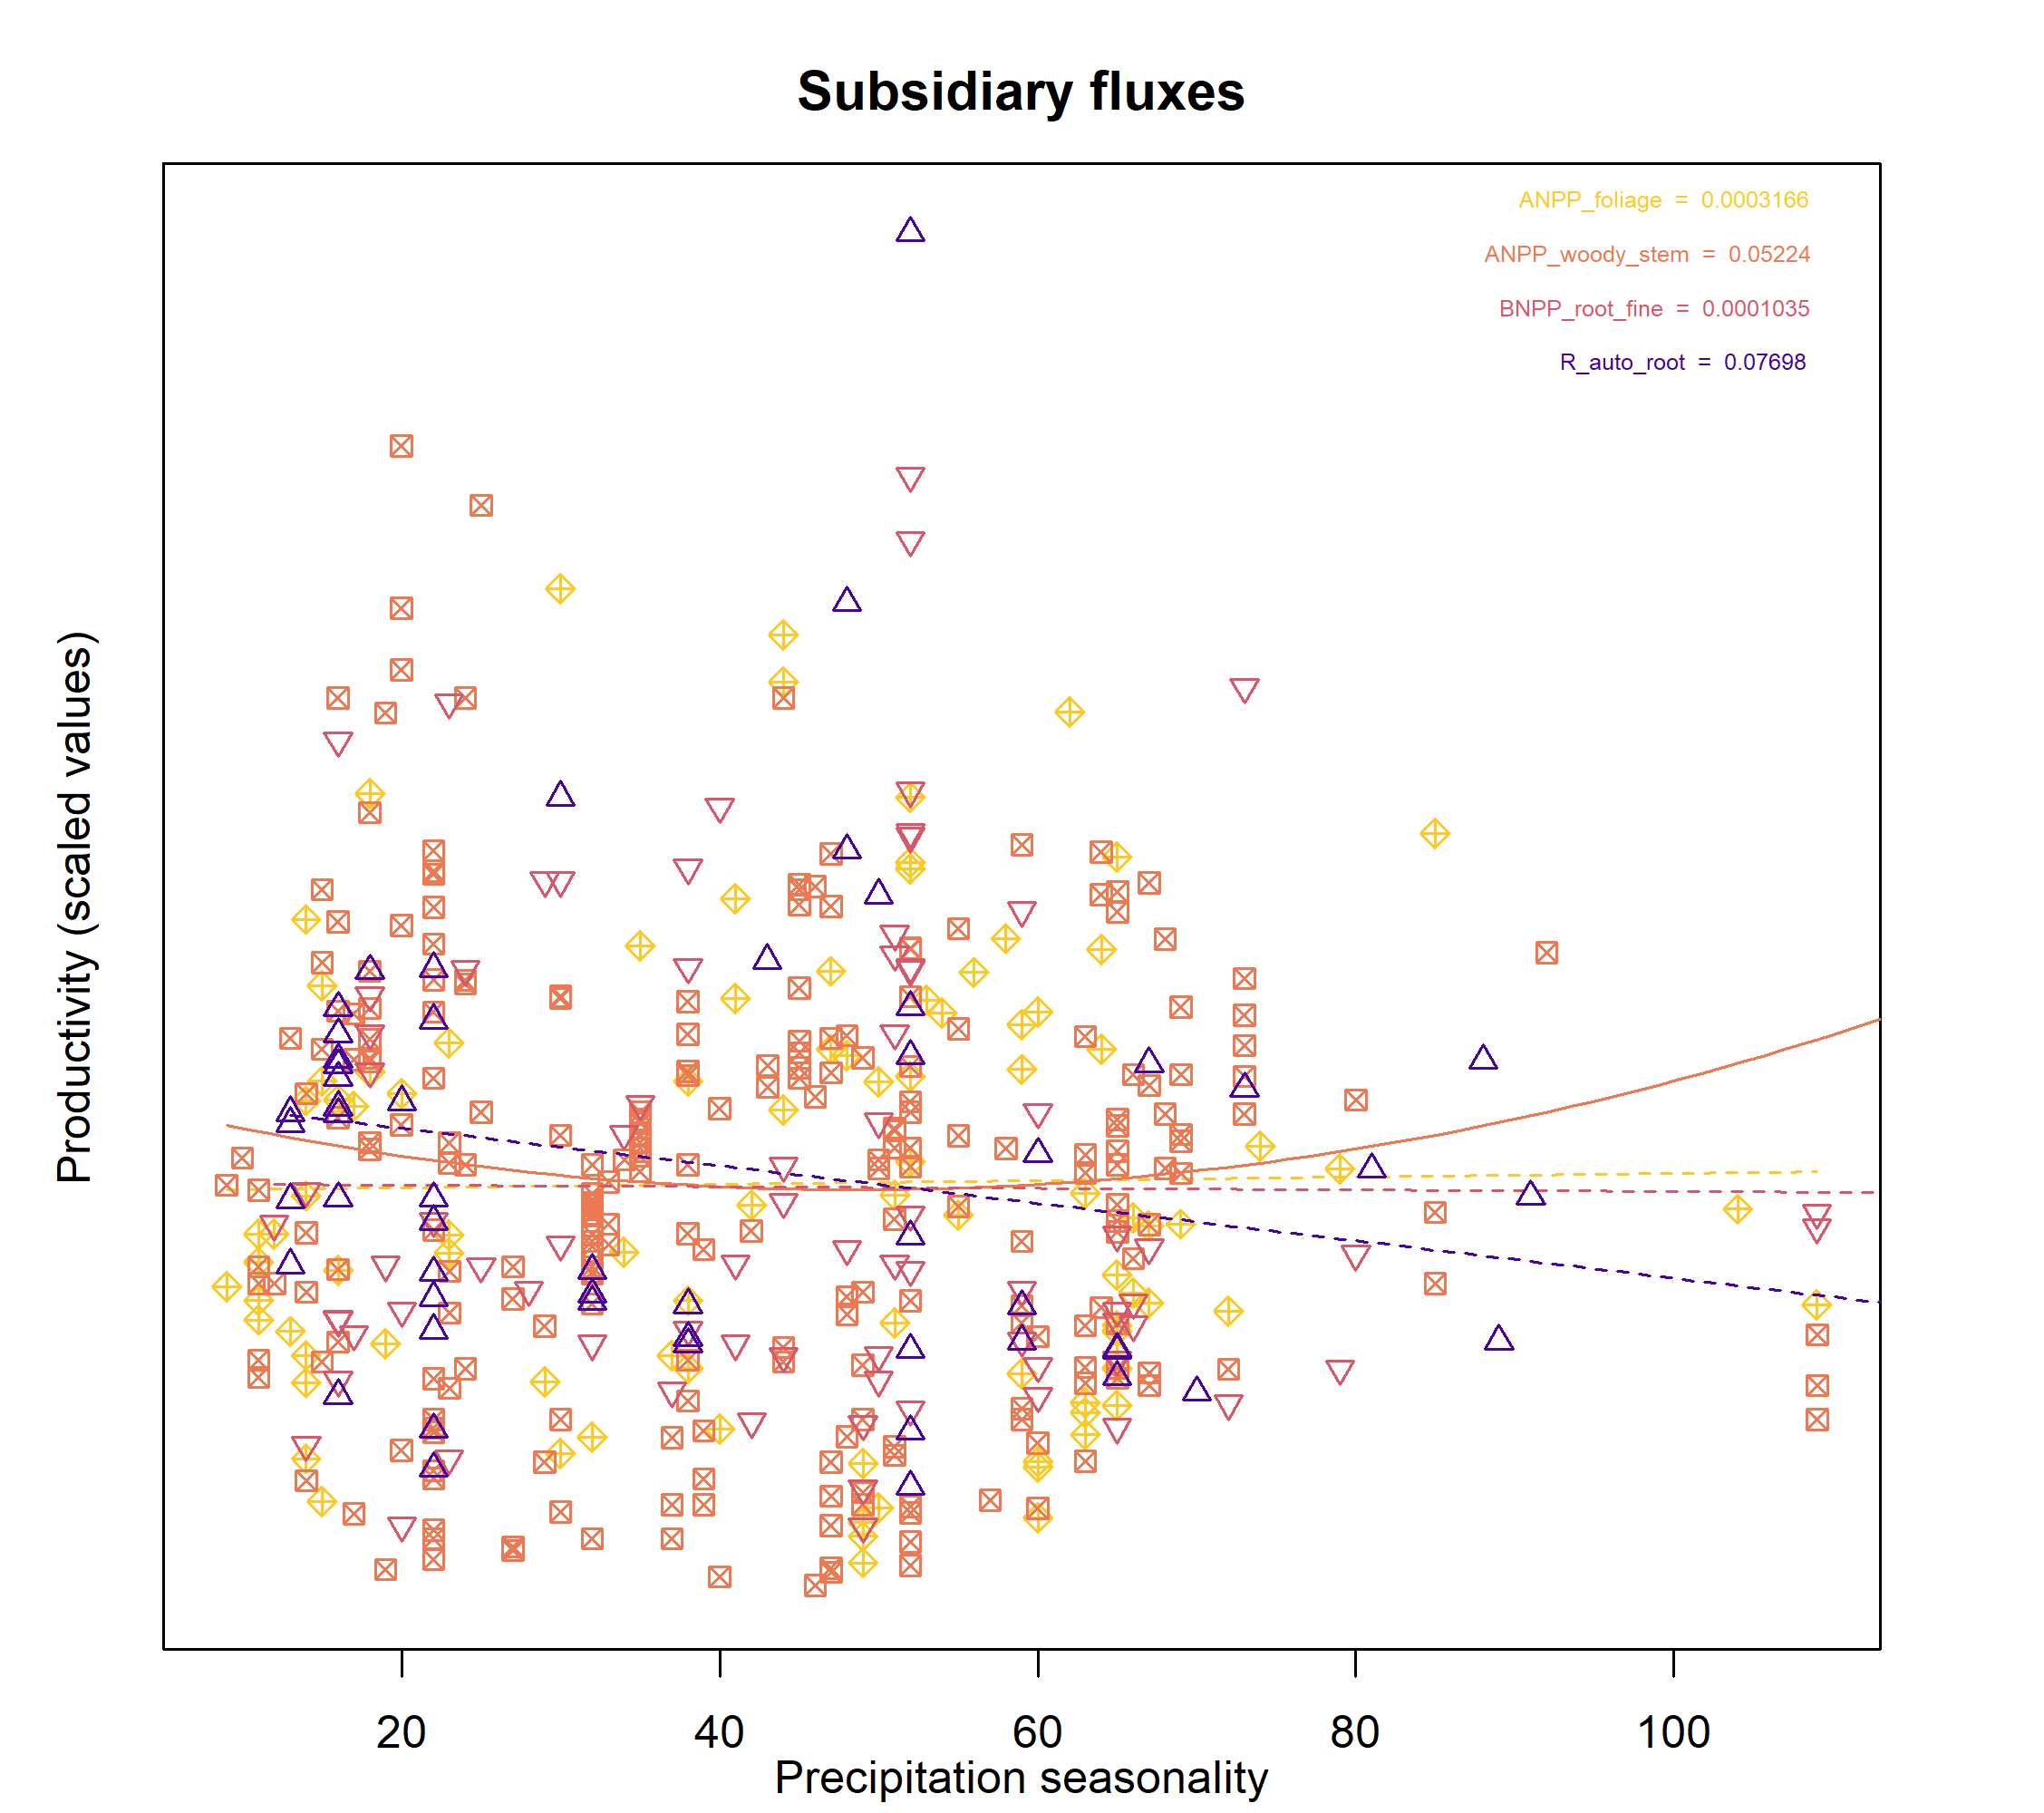 Subsidiary fluxes
ANPP_foliage = 0.0003166
ANPP_woody_stem = 0.05224
BNPP_root_fine = 0.0001035
R_auto_root = 0.07698
Productivity (scaled values)
20 40 60 80 100
Precipitation seasonality